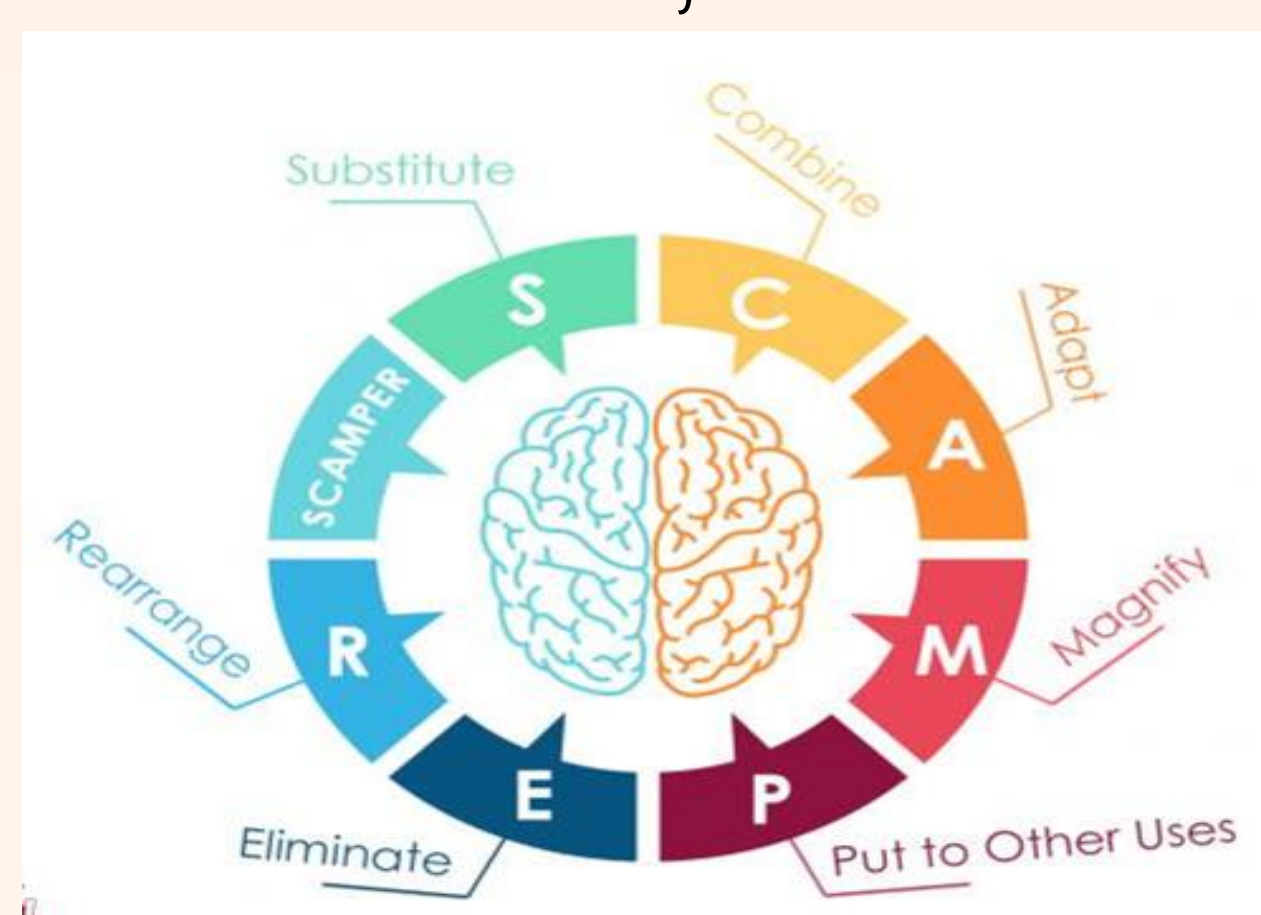 Substitute
Combine
Adapt
Magnify
Put to Other Uses
Eliminate
Rearrange
SCAMPER
S
C
A
M
P
E
R